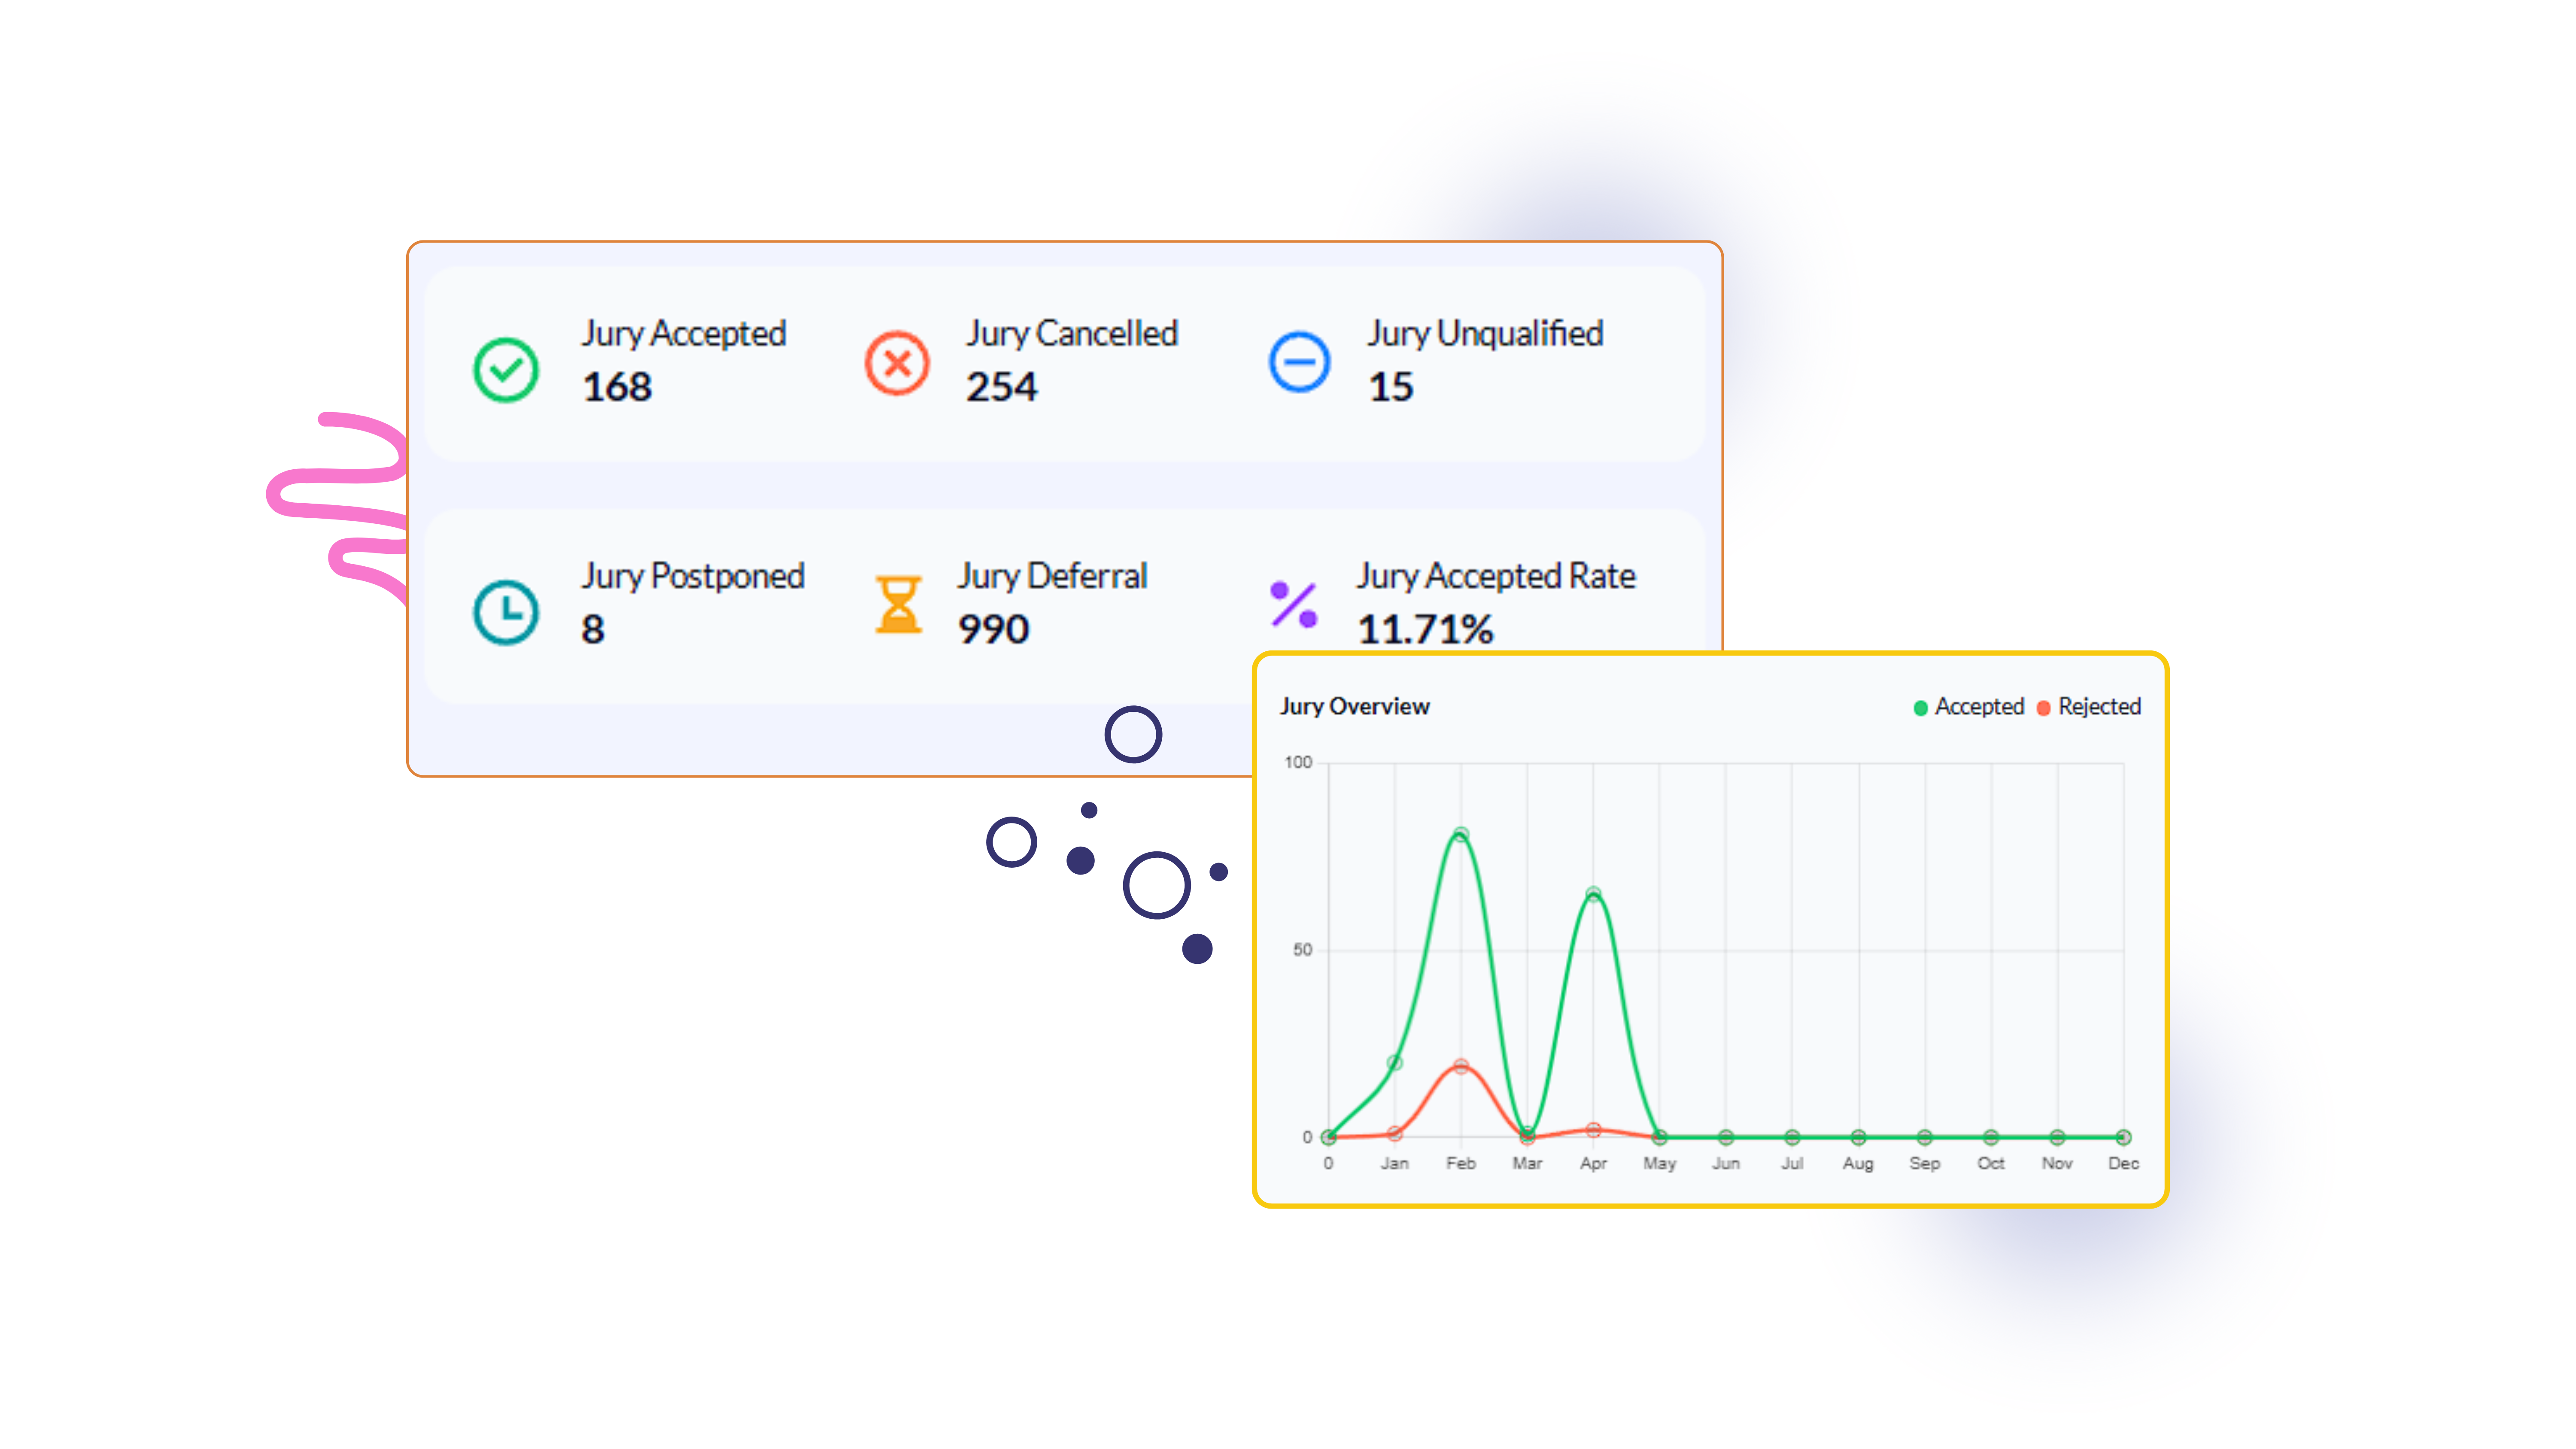 Jury Accepted
168
Jury Cancelled
254
Jury Unqualified
15
Jury Postponed
8
Jury Deferral
990
Jury Accepted Rate
11.71%
Jury Overview
Accepted
Rejected
100
50
0
0 Jan Feb Mar Apr May Jun Jul Aug Sep Oct Nov Dec